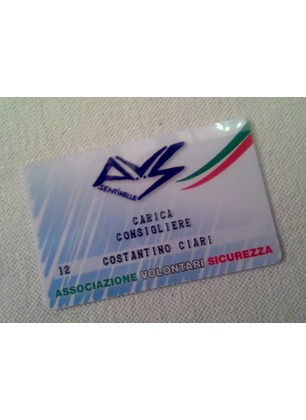 AVS
SENTINELLE
CARICA
CONSIGLIERE
12 COSTANTINO CIARI
ASSOCIAZIONE VOLONTARI SICUREZZA